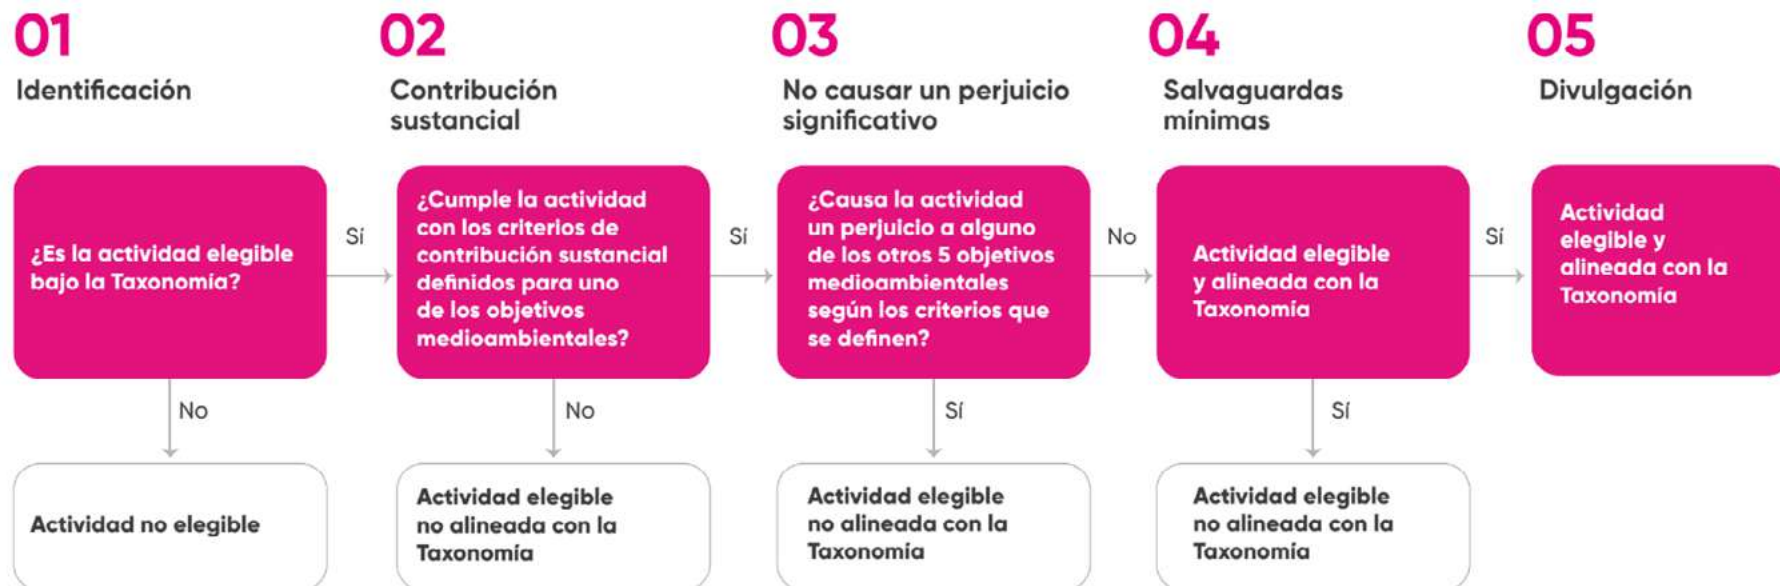 01
Identificación
¿Es la actividad elegible
bajo la Taxonomía?
Sí
No
Actividad no elegible
02
Contribución
sustancial
¿Cumple la actividad
con los criterios de
contribución sustancial
definidos para uno
de los objetivos
medioambientales?
Sí
No
Actividad elegible
no alineada con la
Taxonomía
03
No causar un perjuicio
significativo
¿Causa la actividad
un perjuicio a alguno
de los otros 5 objetivos
medioambientales
según los criterios que
se definen?
No
Sí
Actividad elegible
no alineada con la
Taxonomía
04
Salvaguardas
mínimas
Actividad elegible
y alineada con la
Taxonomía
Sí
Sí
Actividad elegible
no alineada con la
Taxonomía
05
Divulgación
Actividad
elegible y
alineada con la
Taxonomía